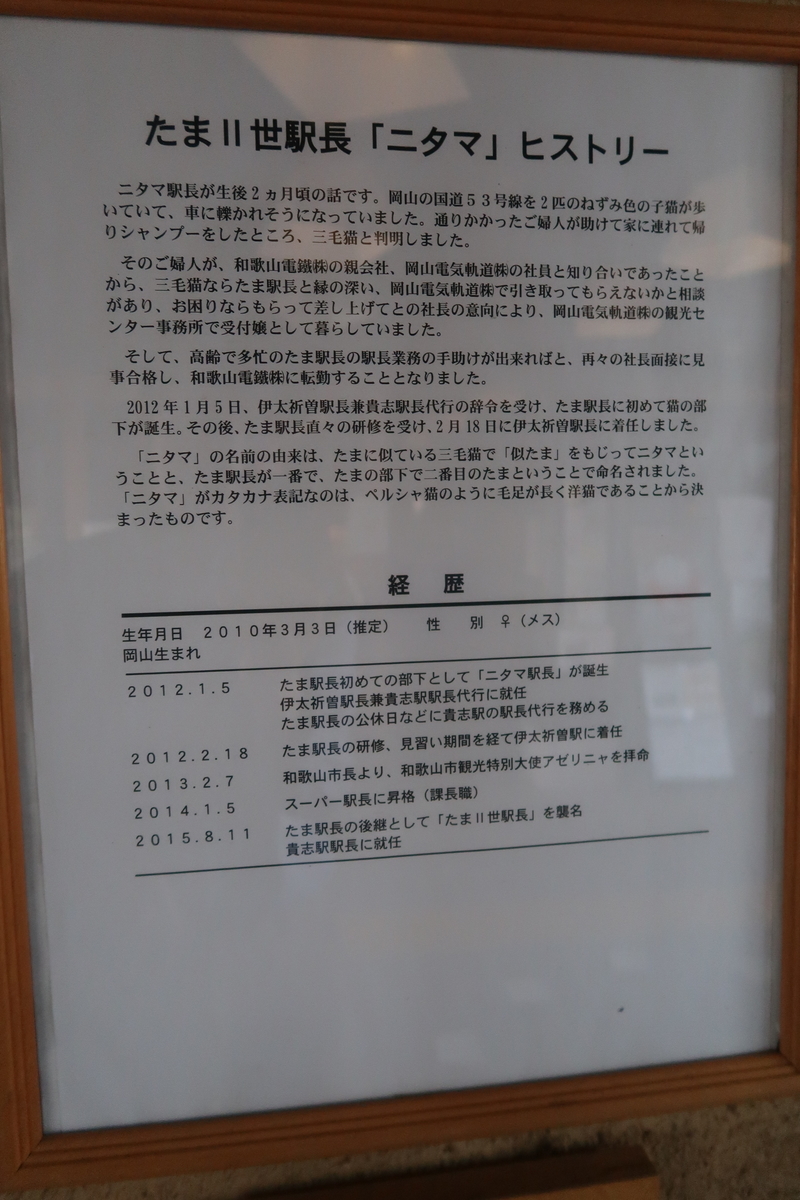 たまⅡ世駅長「ニタマ」ヒストリー
ニタマ駅長が生後2ヵ月頃の話です。岡山の国道53号線を2匹のねずみ色の子猫が歩
いていて、車に轢かれそうになっていました。通りかかったご婦人が助けて家に連れて帰
りシャンプーをしたところ、三毛猫と判明しました。
そのご婦人が、和歌山電鐵㈱の親会社、岡山電気軌道㈱の社員と知り合いであったこと
から、三毛猫ならたま駅長と縁の深い、岡山電気軌道㈱で引き取ってもらえないかと相談
があり、お困りならもらって差し上げてとの社長の意向により、岡山電気軌道㈱の観光セ
ンター事務所で受付嬢として暮らしていました。
そして、高齢で多忙のたま駅長の駅長業務の手助けが出来ればと、再々の社長面接に見
事合格し、和歌山電鐵㈱に転勤することとなりました。
2012年1月5日、伊太祈曽駅長兼貴志駅長代行の辞令を受け、たま駅長に初めて猫の部
下が誕生。その後、たま駅長直々の研修を受け、2月18日に伊太祈曽駅長に着任しました。
「ニタマ」の名前の由来は、たまに似ている三毛猫で「似たま」をもじってニタマとい
うことと、たま駅長が一番で、たまの部下で二番目のたまということで命名されました。
「ニタマ」がカタカナ表記なのは、ペルシャ猫のように毛足が長く洋猫であることから決
まったものです。
経 歴
生年月日 2010年3月3日（推定） 性 別 ♀（メス）
岡山生まれ
2012.1.5 たま駅長初めての部下として「ニタマ駅長」が誕生
伊太祈曽駅長兼貴志駅駅長代行に就任
たま駅長の公休日などに貴志駅の駅長代行を務める
2012.2.18 たま駅長の研修、見習い期間を経て伊太祈曽駅に着任
2013.2.7 和歌山市長より、和歌山市観光特別大使アゼリニャを拝命
2014.1.5 スーパー駅長に昇格（課長職）
2015.8.11 たま駅長の後継として「たまⅡ世駅長」を襲名
貴志駅駅長に就任